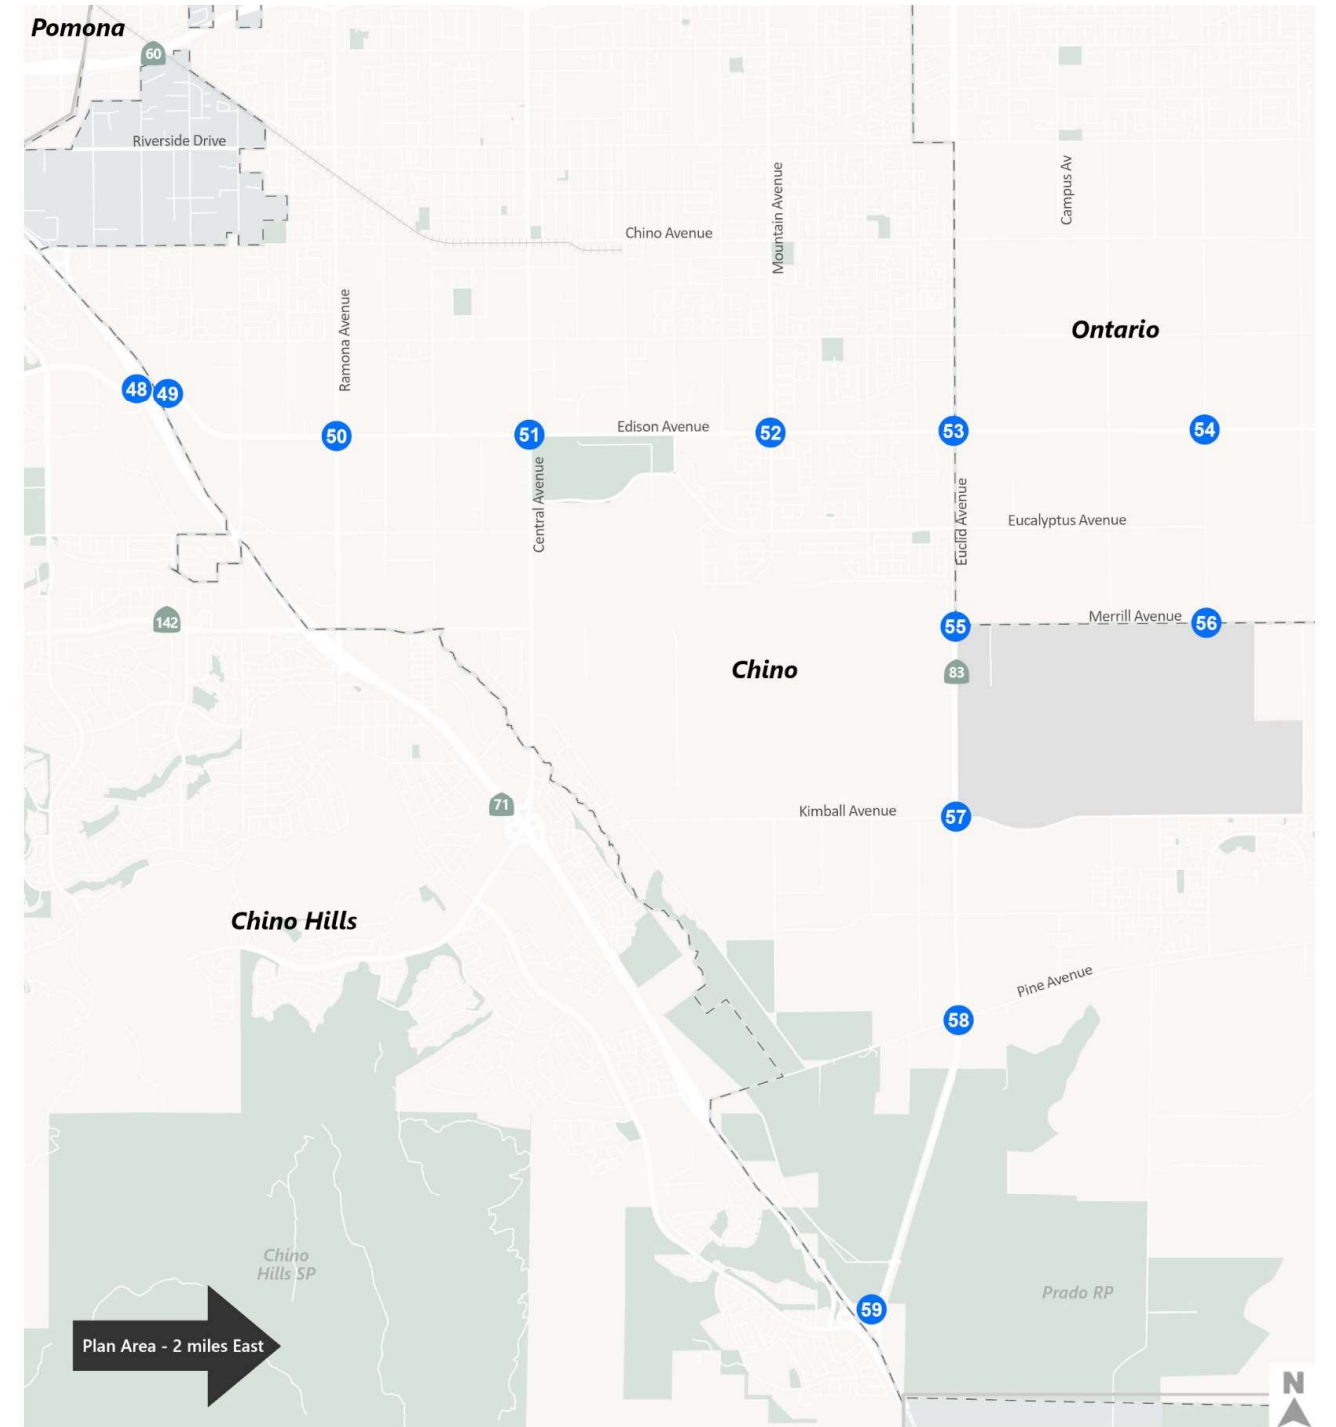 Pomona
60
Riverside Drive
Campus Av
Mountain Avenue
Chino Avenue
Ramona Avenue
Ontario
48
49
50
51
Edison Avenue
52
53
54
Central Avenue
Euclid Avenue
Eucalyptus Avenue
142
55
Merrill Avenue
56
Chino
83
71
Kimball Avenue
57
Chino Hills
Pine Avenue
58
Chino
Hills SP
Prado RP
59
Plan Area - 2 miles East
N